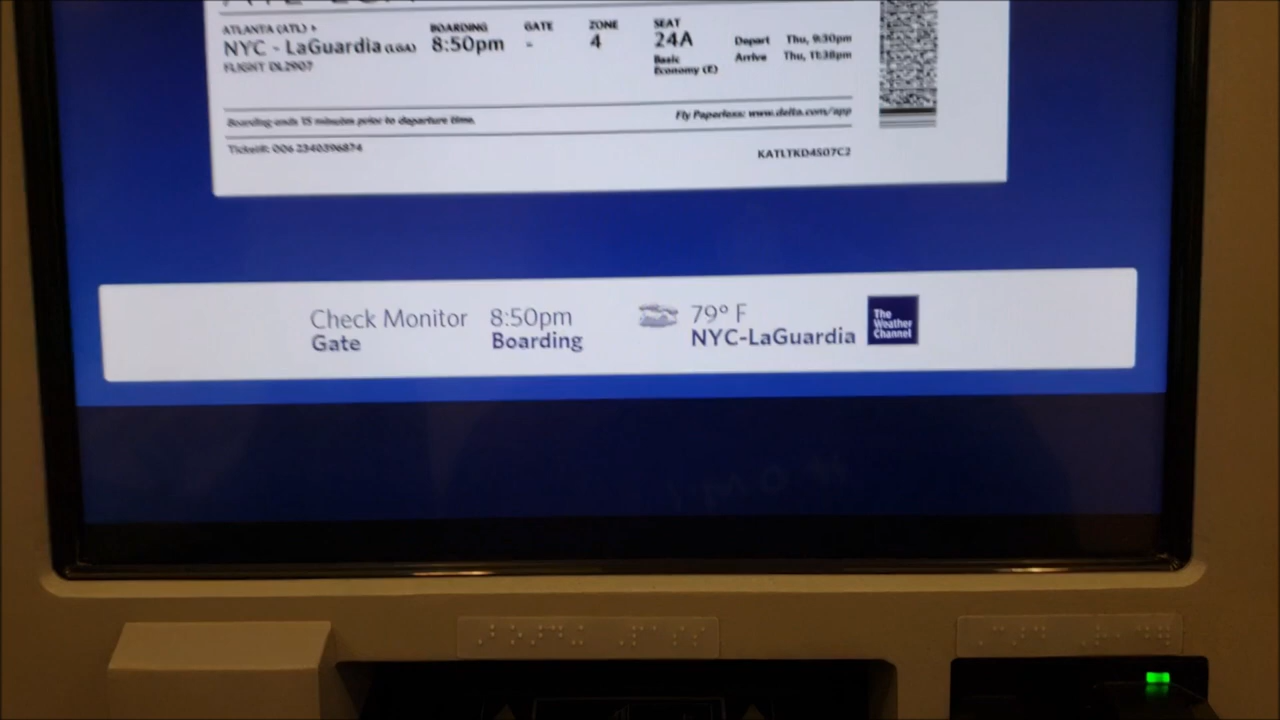 ATLANTA (ATL)
NYC - LaGuardia (LGA)
FLIGHT DL2907
BOARDING
8:50pm
GATE
-
ZONE
4
SEAT
24A
Basic
Economy (E)
Depart Thu, 9:30pm
Arrive Thu, 11:38pm
Boarding ends 15 minutes prior to departure time.
Fly Paperless: www.delta.com/app
Ticket#: 006 2340396874
KATLTKD4507C2
Check Monitor
Gate
8:50pm
Boarding
79° F
NYC-LaGuardia
The
Weather
Channel